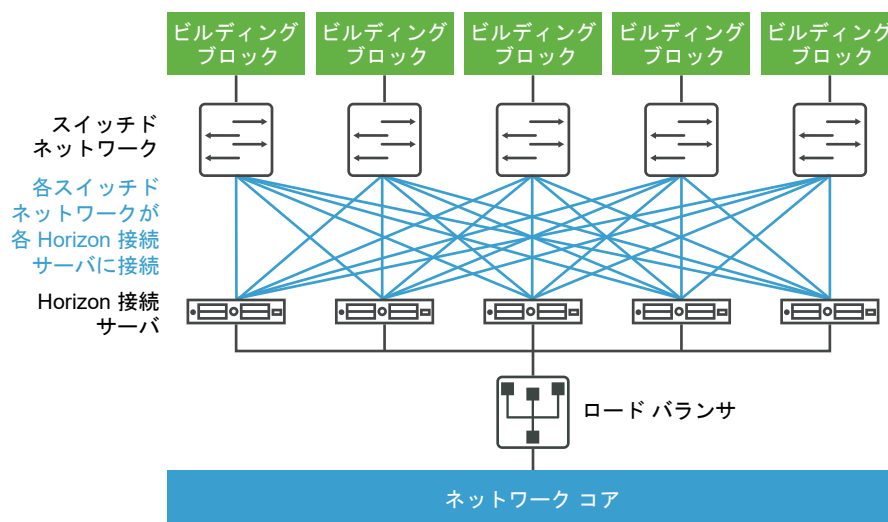 ビルディング
ブロック
ビルディング
ブロック
ビルディング
ブロック
ビルディング
ブロック
ビルディング
ブロック
スイッチド
ネットワーク
各スイッチド
ネットワークが
各 Horizon 接続
サーバに接続
Horizon 接続
サーバ
ロード バランサ
ネットワーク コア